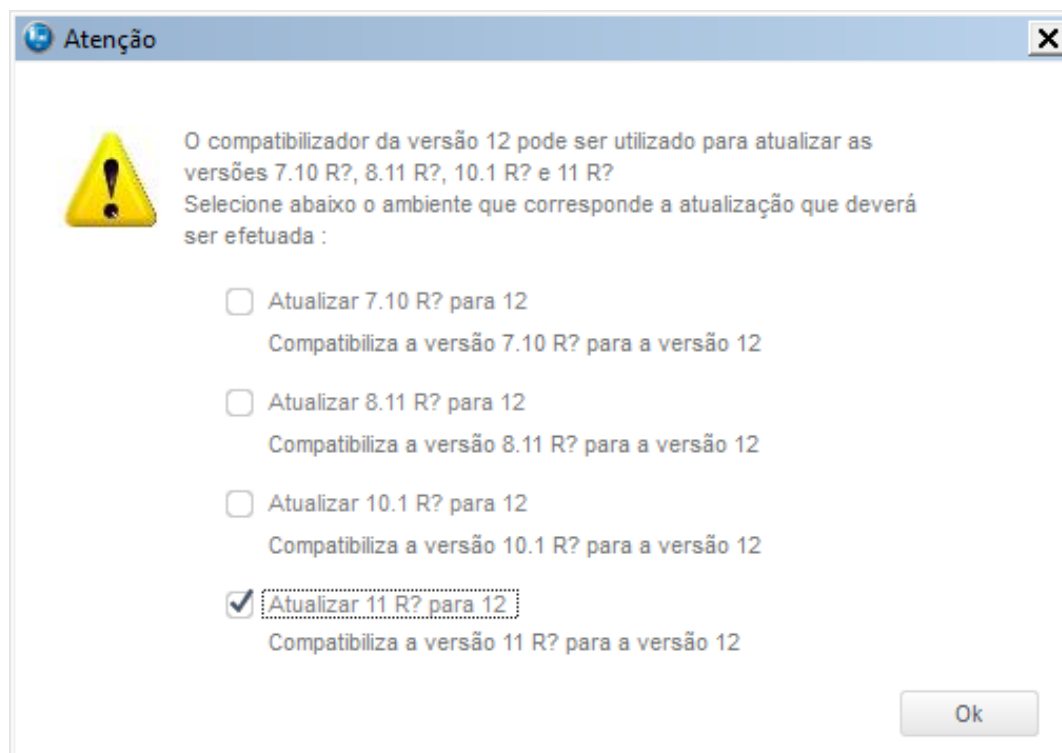 Atenção
O compatibilizador da versão 12 pode ser utilizado para atualizar as
versões 7.10 R?, 8.11 R?, 10.1 R? e 11 R?
Selecione abaixo o ambiente que corresponde a atualização que deverá
ser efetuada :
Atualizar 7.10 R? para 12
Compatibiliza a versão 7.10 R? para a versão 12
Atualizar 8.11 R? para 12
Compatibiliza a versão 8.11 R? para a versão 12
Atualizar 10.1 R? para 12
Compatibiliza a versão 10.1 R? para a versão 12
Atualizar 11 R? para 12
Compatibiliza a versão 11 R? para a versão 12
Ok